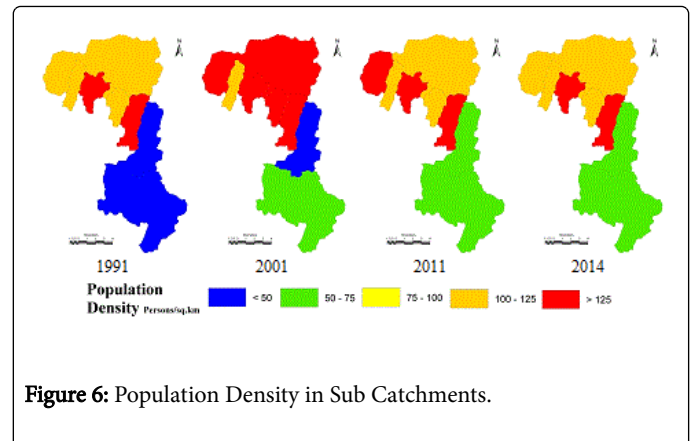 N N N N
1991 2001 2011 2014
Population
Density Persons/sq.km
< 50 50 - 75 75 - 100 100 - 125 > 125
Figure 6: Population Density in Sub Catchments.